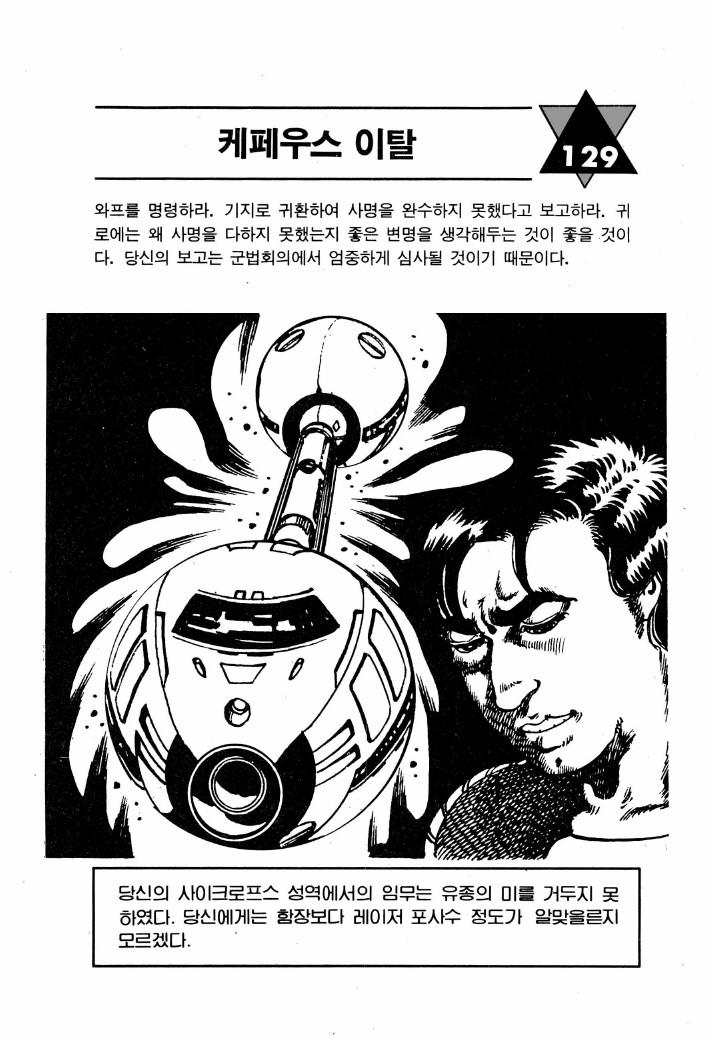 케페우스 이탈
129
와프를 명령하라. 기지로 귀환하여 사명을 완수하지 못했다고 보고하라. 귀
로에는 왜 사명을 다하지 못했는지 좋은 변명을 생각해두는 것이 좋을 것이
다. 당신의 보고는 군법회의에서 엄중하게 심사될 것이기 때문이다.
당신의 사이크로프스 성역에서의 임무는 유종의 미를 거두지 못
하였다. 당신에게는 함장보다 레이저 포사수 정도가 알맞을른지
모르겠다.